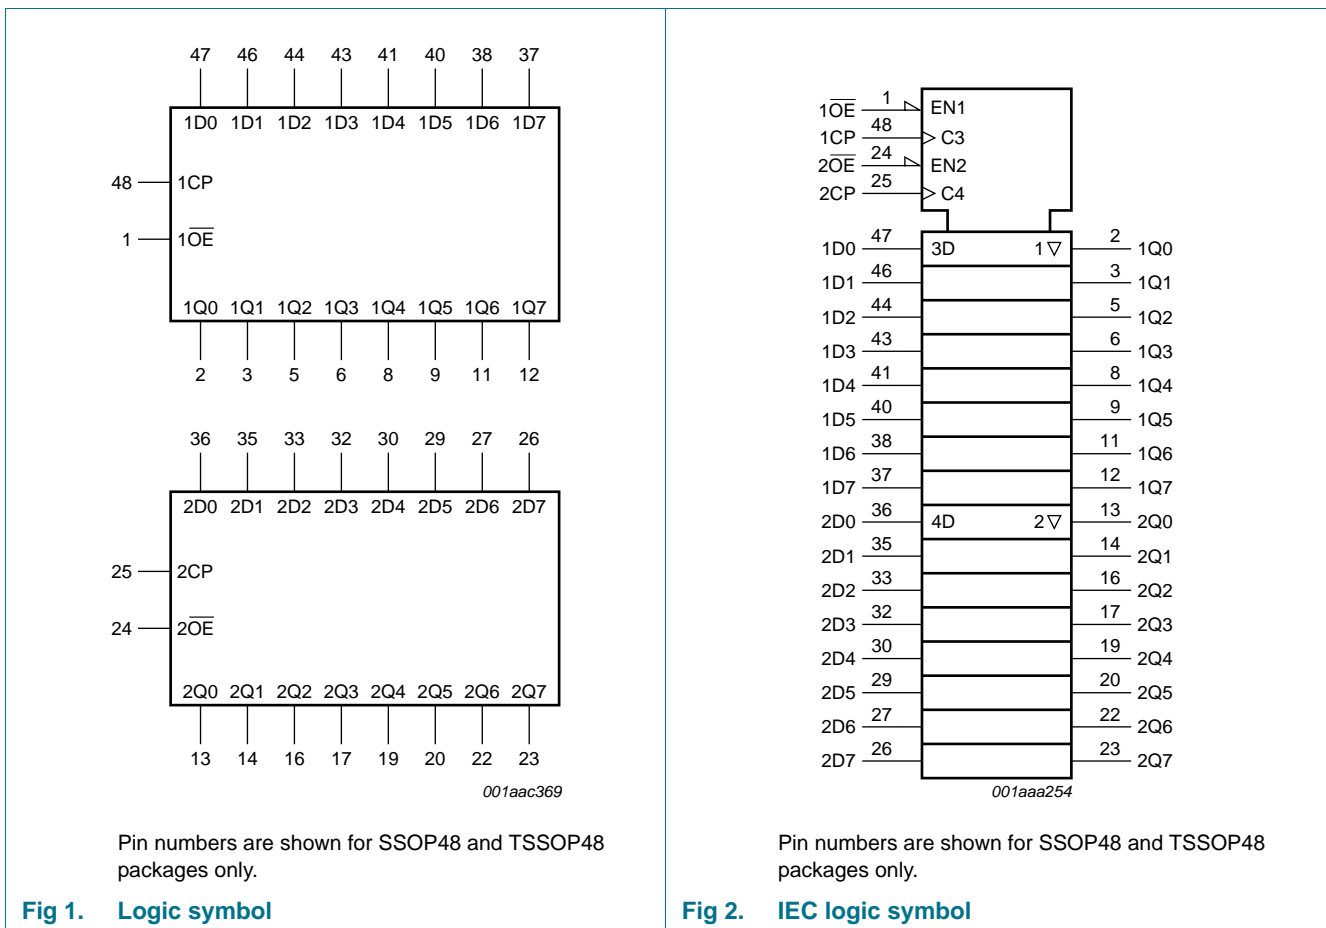 47 46 44 43 41 40 38 37
1D0 1D1 1D2 1D3 1D4 1D5 1D6 1D7
48 1CP
1 1O̅E̅
1Q0 1Q1 1Q2 1Q3 1Q4 1Q5 1Q6 1Q7
2 3 5 6 8 9 11 12
36 35 33 32 30 29 27 26
2D0 2D1 2D2 2D3 2D4 2D5 2D6 2D7
25 2CP
24 2O̅E̅
2Q0 2Q1 2Q2 2Q3 2Q4 2Q5 2Q6 2Q7
13 14 16 17 19 20 22 23
001aac369
Pin numbers are shown for SSOP48 and TSSOP48
packages only.
Fig 1. Logic symbol
1O̅E̅ 1 EN1
1CP 48 C3
2O̅E̅ 24 EN2
2CP 25 C4
1D0 47 3D 1 ▽ 2 1Q0
1D1 46 3 1Q1
1D2 44 5 1Q2
1D3 43 6 1Q3
1D4 41 8 1Q4
1D5 40 9 1Q5
1D6 38 11 1Q6
1D7 37 12 1Q7
2D0 36 4D 2 ▽ 13 2Q0
2D1 35 14 2Q1
2D2 33 16 2Q2
2D3 32 17 2Q3
2D4 30 19 2Q4
2D5 29 20 2Q5
2D6 27 22 2Q6
2D7 26 23 2Q7
001aaa254
Pin numbers are shown for SSOP48 and TSSOP48
packages only.
Fig 2. IEC logic symbol